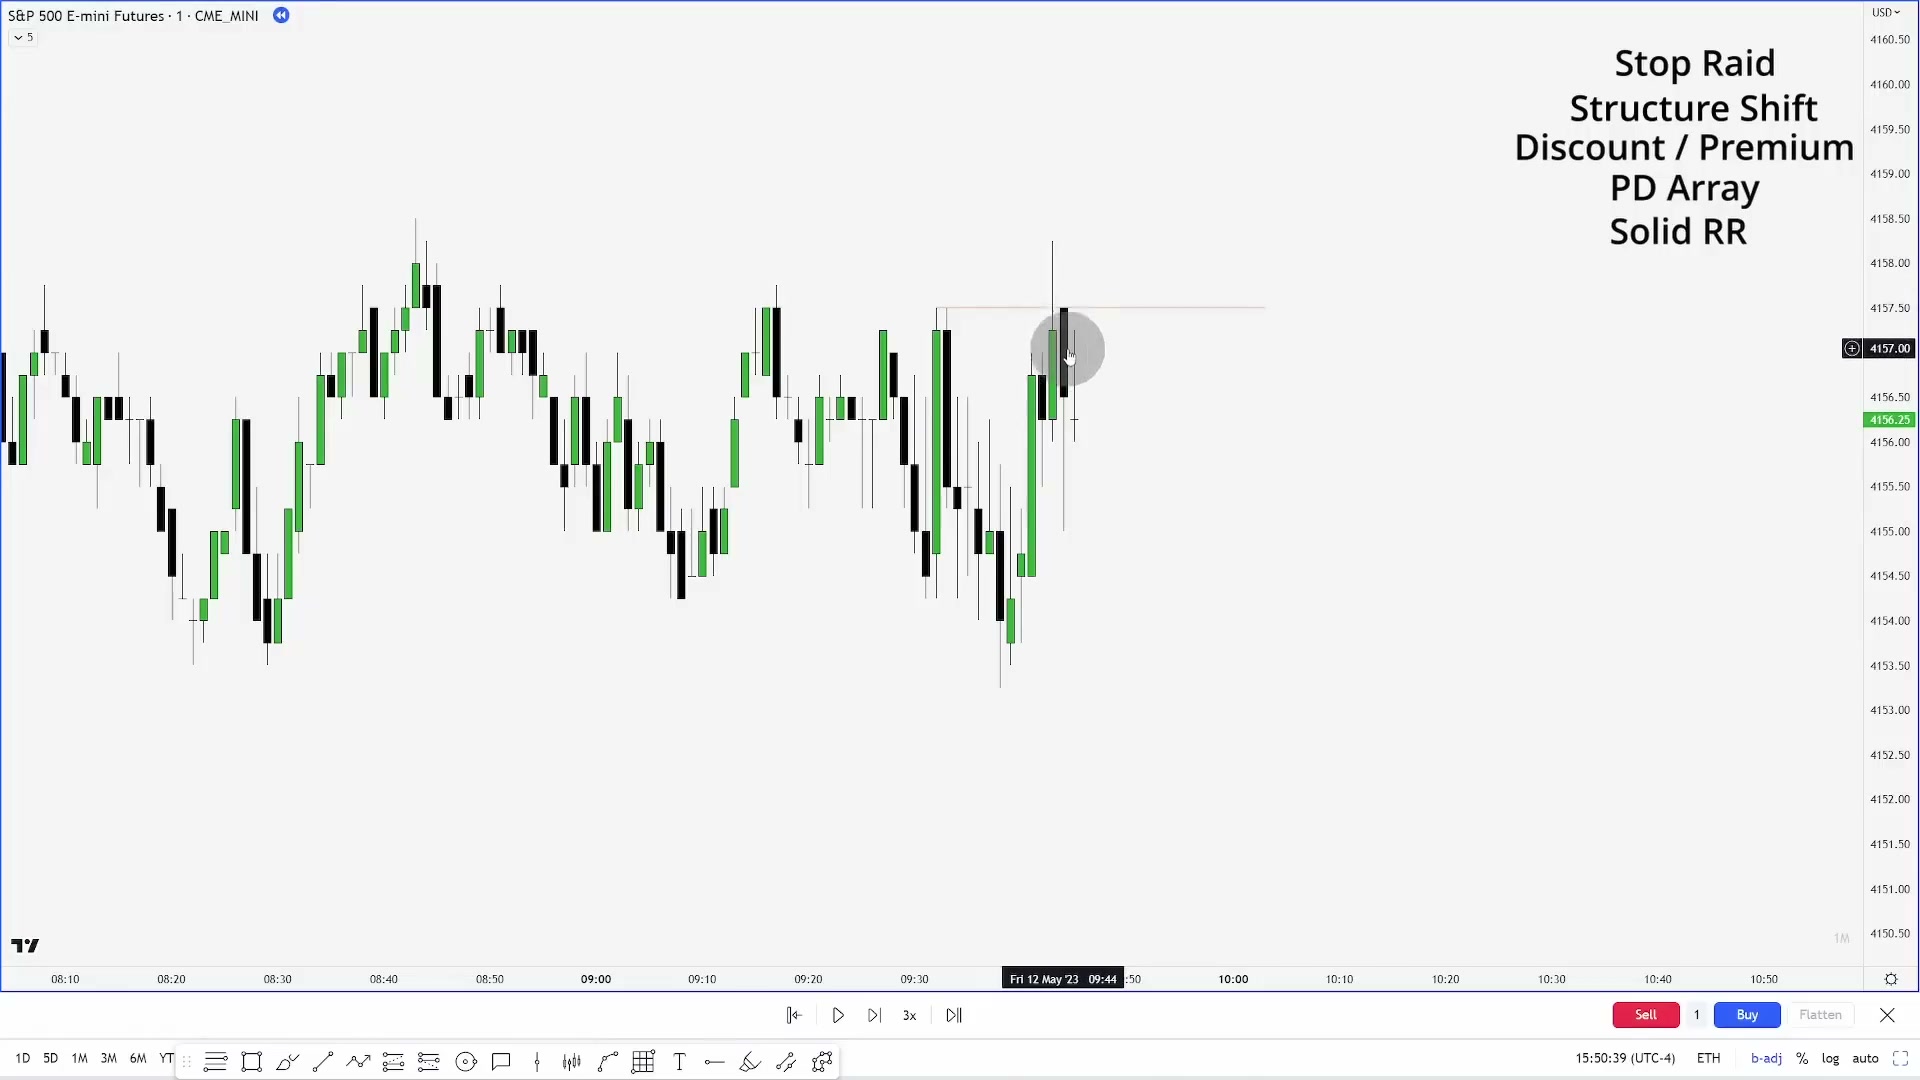 S&P 500 E-mini Futures · 1 · CME_MINI
5
USD
Stop Raid
Structure Shift
Discount / Premium
PD Array
Solid RR
4160.50
4160.00
4159.50
4159.00
4158.50
4158.00
4157.50
4157.00
4156.50
4156.25
4156.00
4155.50
4155.00
4154.50
4154.00
4153.50
4153.00
4152.50
4152.00
4151.50
4151.00
4150.50
1M
08:10 08:20 08:30 08:40 08:50 09:00 09:10 09:20 09:30 Fri 12 May '23 09:44 :50 10:00 10:10 10:20 10:30 10:40 10:50
3x
Sell 1 Buy Flatten
1D 5D 1M 3M 6M YT
T
15:50:39 (UTC-4) ETH b-adj % log auto